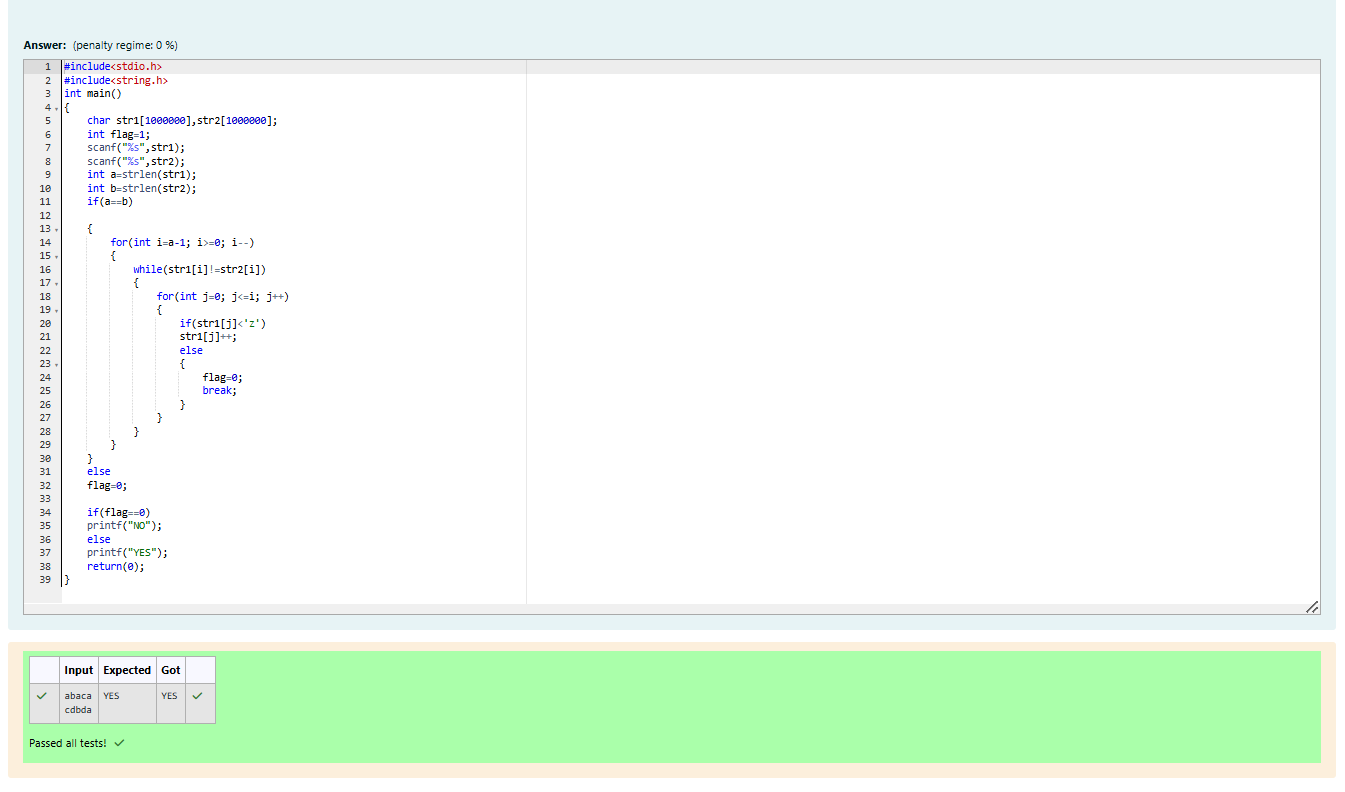 Answer: (penalty regime: 0 %)
1 #include<stdio.h>
2 #include<string.h>
3 int main()
4 {
5 char str1[1000000],str2[1000000];
6 int flag=1;
7 scanf("%s",str1);
8 scanf("%s",str2);
9 int a=strlen(str1);
10 int b=strlen(str2);
11 if(a==b)
12
13 {
14 for(int i=a-1; i>=0; i--)
15 {
16 while(str1[i]!=str2[i])
17 {
18 for(int j=0; j<=i; j++)
19 {
20 if(str1[j]<'z')
21 str1[j]++;
22 else
23 {
24 flag=0;
25 break;
26 }
27 }
28 }
29 }
30 }
31 else
32 flag=0;
33
34 if(flag==0)
35 printf("NO");
36 else
37 printf("YES");
38 return(0);
39 }
Input Expected Got
abaca YES YES
cdbda
Passed all tests!